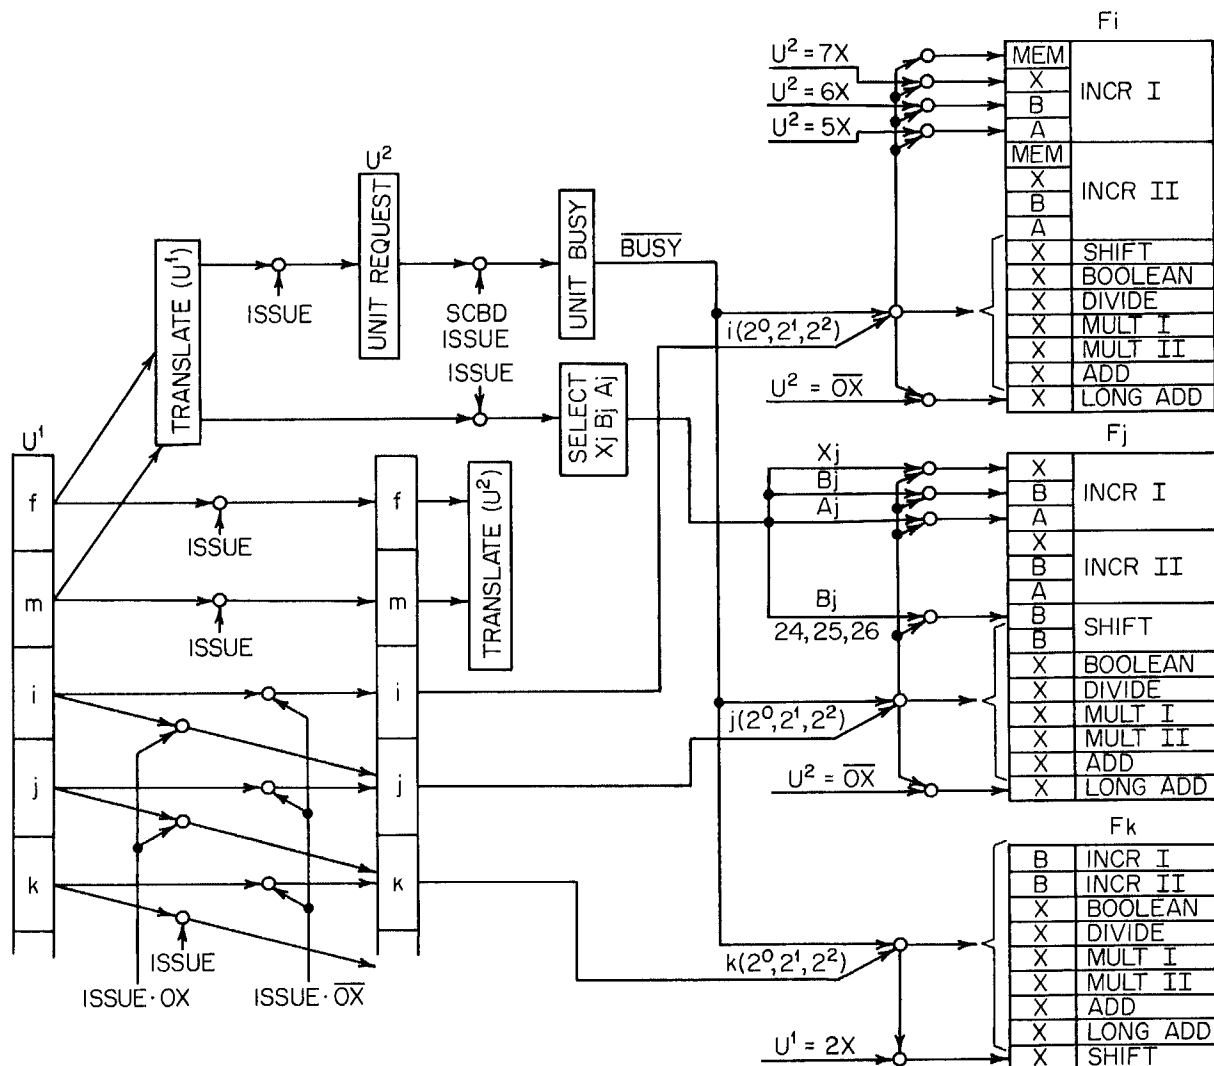 Fi
U² = 7X
U² = 6X
U² = 5X
MEM
X
B
A
INCR I
MEM
X
B
A
INCR II
X SHIFT
X BOOLEAN
X DIVIDE
X MULT I
X MULT II
X ADD
X LONG ADD
U²
UNIT REQUEST
UNIT BUSY
B̅U̅S̅Y̅
TRANSLATE (U¹)
ISSUE
SCBD
ISSUE
i(2⁰,2¹,2²)
ISSUE
U² = O̅X̅
SELECT
Xj Bj Aj
Fj
U¹
f
ISSUE
f
TRANSLATE (U²)
m
ISSUE
m
Xj
Bj
Aj
X
B
A
INCR I
X
B
A
INCR II
Bj
24,25,26
B
B
SHIFT
X BOOLEAN
X DIVIDE
X MULT I
X MULT II
X ADD
X LONG ADD
i
i
j(2⁰,2¹,2²)
j
j
U² = O̅X̅
Fk
k
k
B INCR I
B INCR II
X BOOLEAN
X DIVIDE
X MULT I
X MULT II
X ADD
X LONG ADD
X SHIFT
k(2⁰,2¹,2²)
ISSUE
ISSUE·OX
ISSUE·O̅X̅
U¹ = 2X